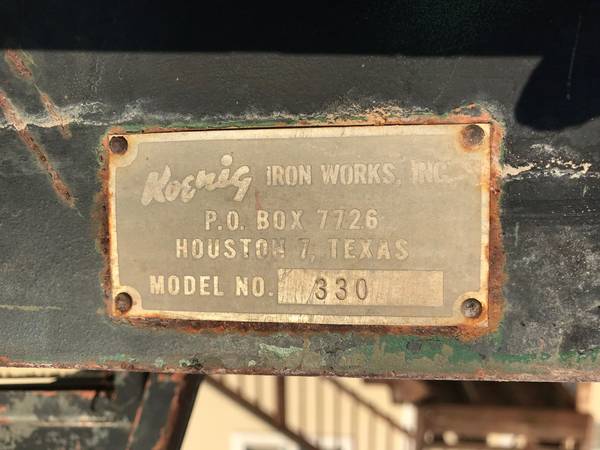 Koenig IRON WORKS, INC.
P.O. BOX 7726
HOUSTON 7, TEXAS
MODEL NO. 330